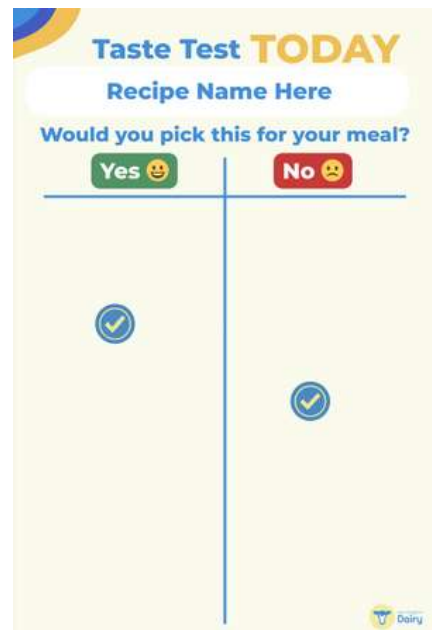 Taste Test TODAY
Recipe Name Here
Would you pick this for your meal?
Yes No
Dairy